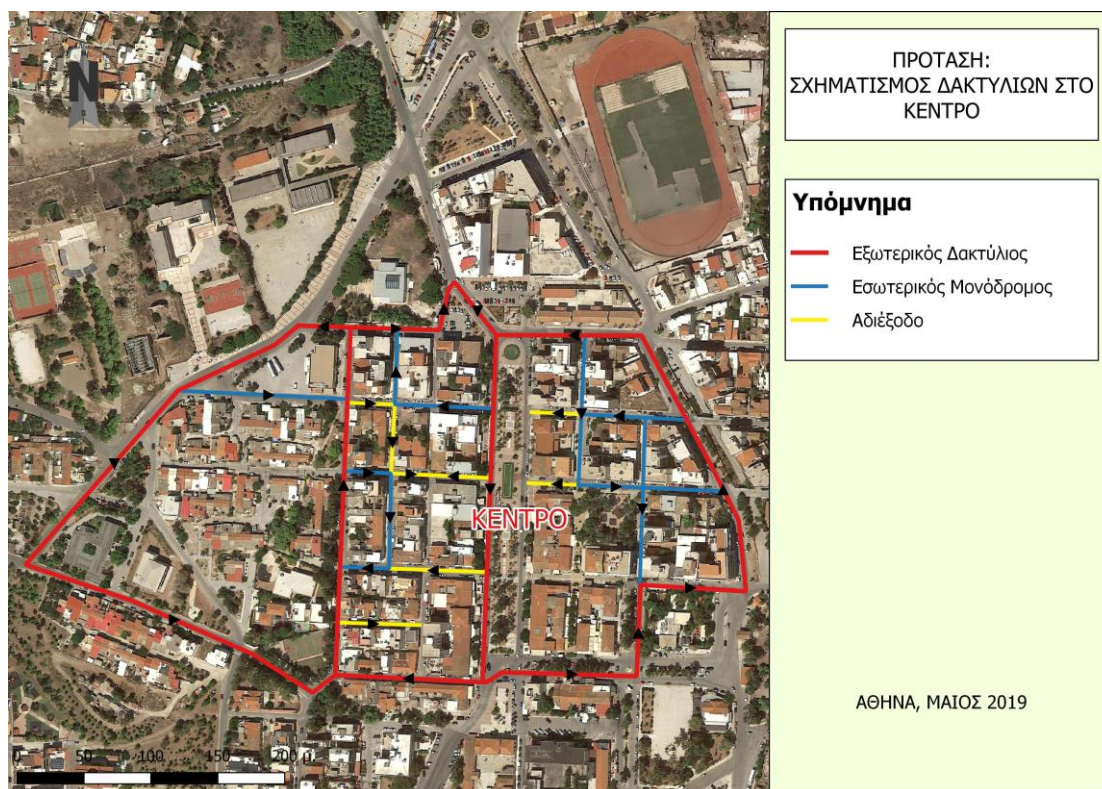 N
ΠΡΟΤΑΣΗ:
ΣΧΗΜΑΤΙΣΜΟΣ ΔΑΚΤΥΛΙΩΝ ΣΤΟ
ΚΕΝΤΡΟ
Υπόμνημα
Εξωτερικός Δακτύλιος
Εσωτερικός Μονόδρομος
Αδιέξοδο
ΚΕΝΤΡΟ
ΑΘΗΝΑ, ΜΑΙΟΣ 2019
0 50 100 150 200 μ.